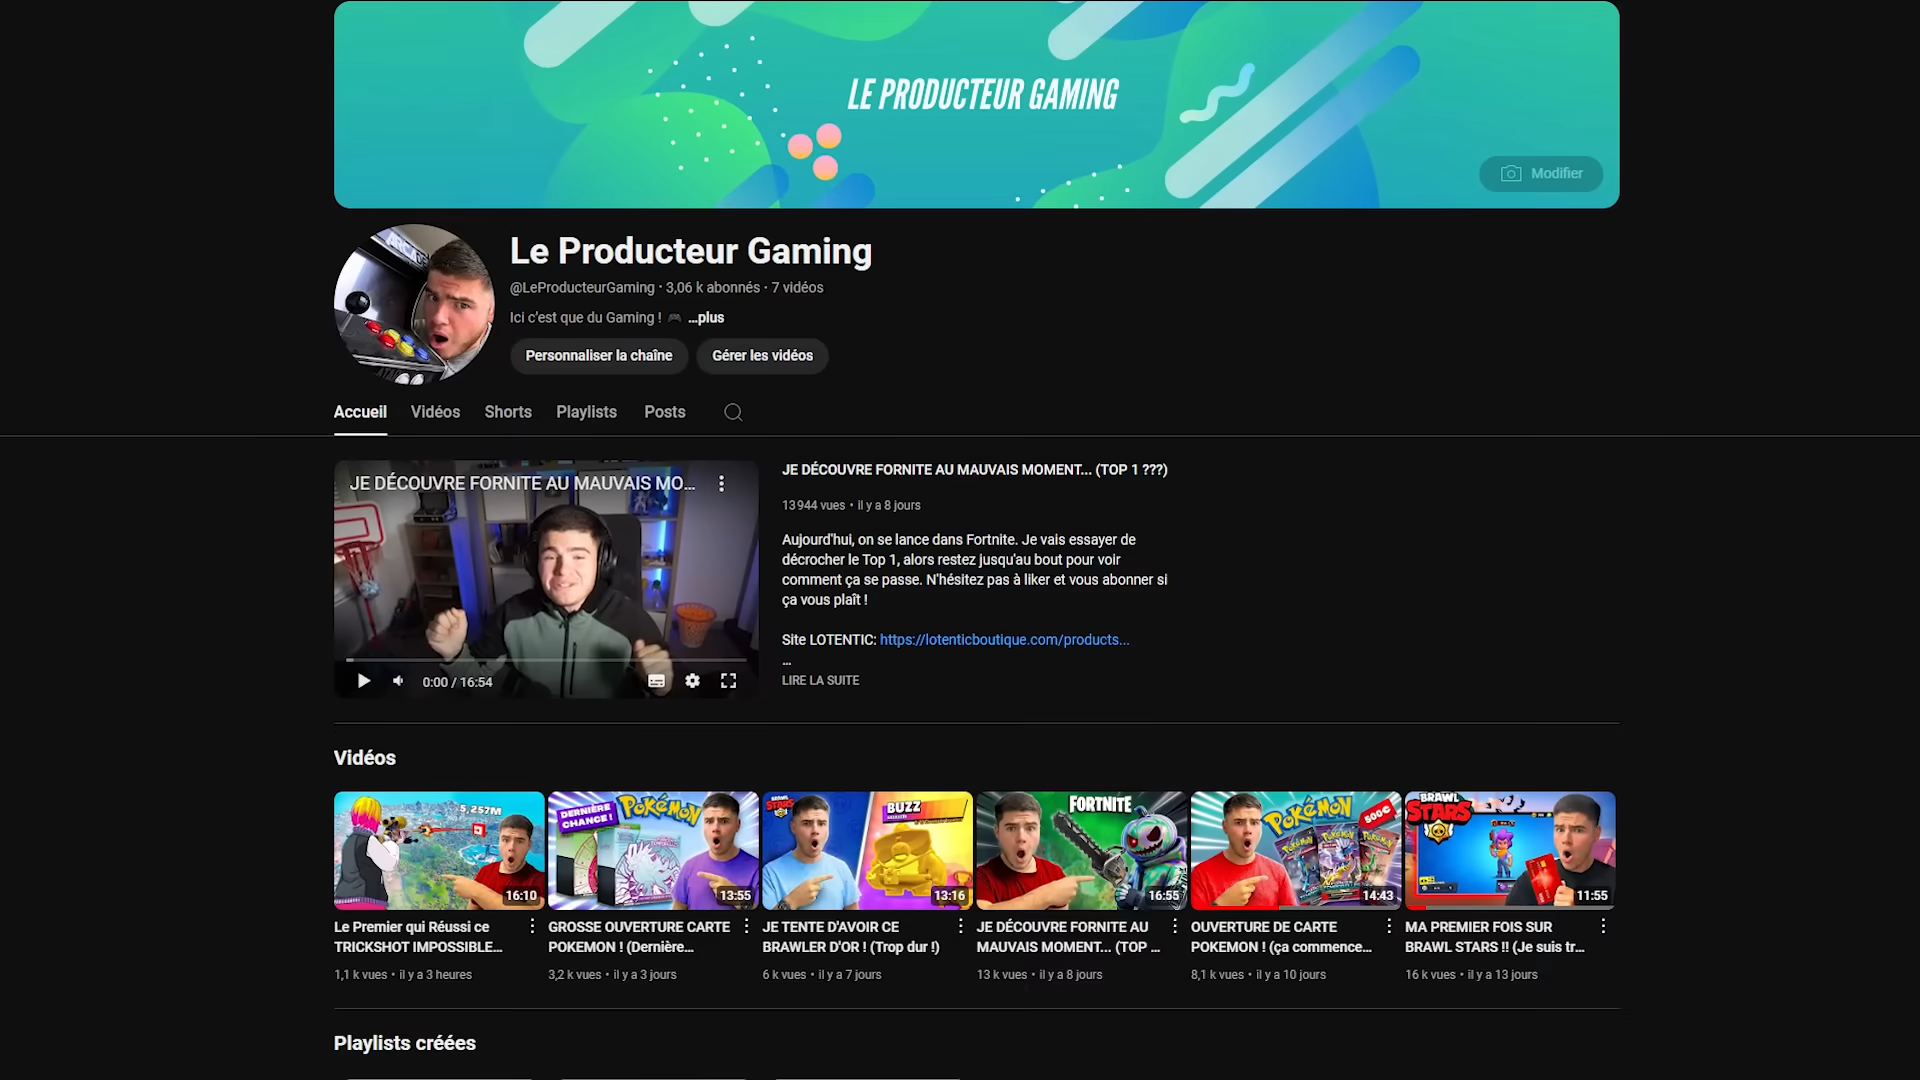 LE PRODUCTEUR GAMING
Modifier
Le Producteur Gaming
@LeProducteurGaming • 3,06 k abonnés • 7 vidéos
Ici c'est que du Gaming ! 🎮 ...plus
Personnaliser la chaîne
Gérer les vidéos
Accueil
Vidéos
Shorts
Playlists
Posts
JE DÉCOUVRE FORNITE AU MAUVAIS MO...
0:00 / 16:54
JE DÉCOUVRE FORNITE AU MAUVAIS MOMENT... (TOP 1 ???)
13 944 vues • il y a 8 jours
Aujourd'hui, on se lance dans Fortnite. Je vais essayer de
décrocher le Top 1, alors restez jusqu'au bout pour voir
comment ça se passe. N'hésitez pas à liker et vous abonner si
ça vous plaît !
Site LOTENTIC: https://lotenticboutique.com/products...
...
LIRE LA SUITE
Vidéos
5,257M
16:10
DERNIÈRE
CHANCE !
POKÉMON
13:55
BRAWL
STARS
BUZZ
13:16
FORTNITE
16:55
POKÉMON
500€
14:43
BRAWL
STARS
11:55
Le Premier qui Réussi ce
TRICKSHOT IMPOSSIBLE...
1,1 k vues • il y a 3 heures
GROSSE OUVERTURE CARTE
POKEMON ! (Dernière...
3,2 k vues • il y a 3 jours
JE TENTE D'AVOIR CE
BRAWLER D'OR ! (Trop dur !)
6 k vues • il y a 7 jours
JE DÉCOUVRE FORNITE AU
MAUVAIS MOMENT... (TOP ...
13 k vues • il y a 8 jours
OUVERTURE DE CARTE
POKEMON ! (ça commence...
8,1 k vues • il y a 10 jours
MA PREMIER FOIS SUR
BRAWL STARS !! (Je suis tr...
16 k vues • il y a 13 jours
Playlists créées